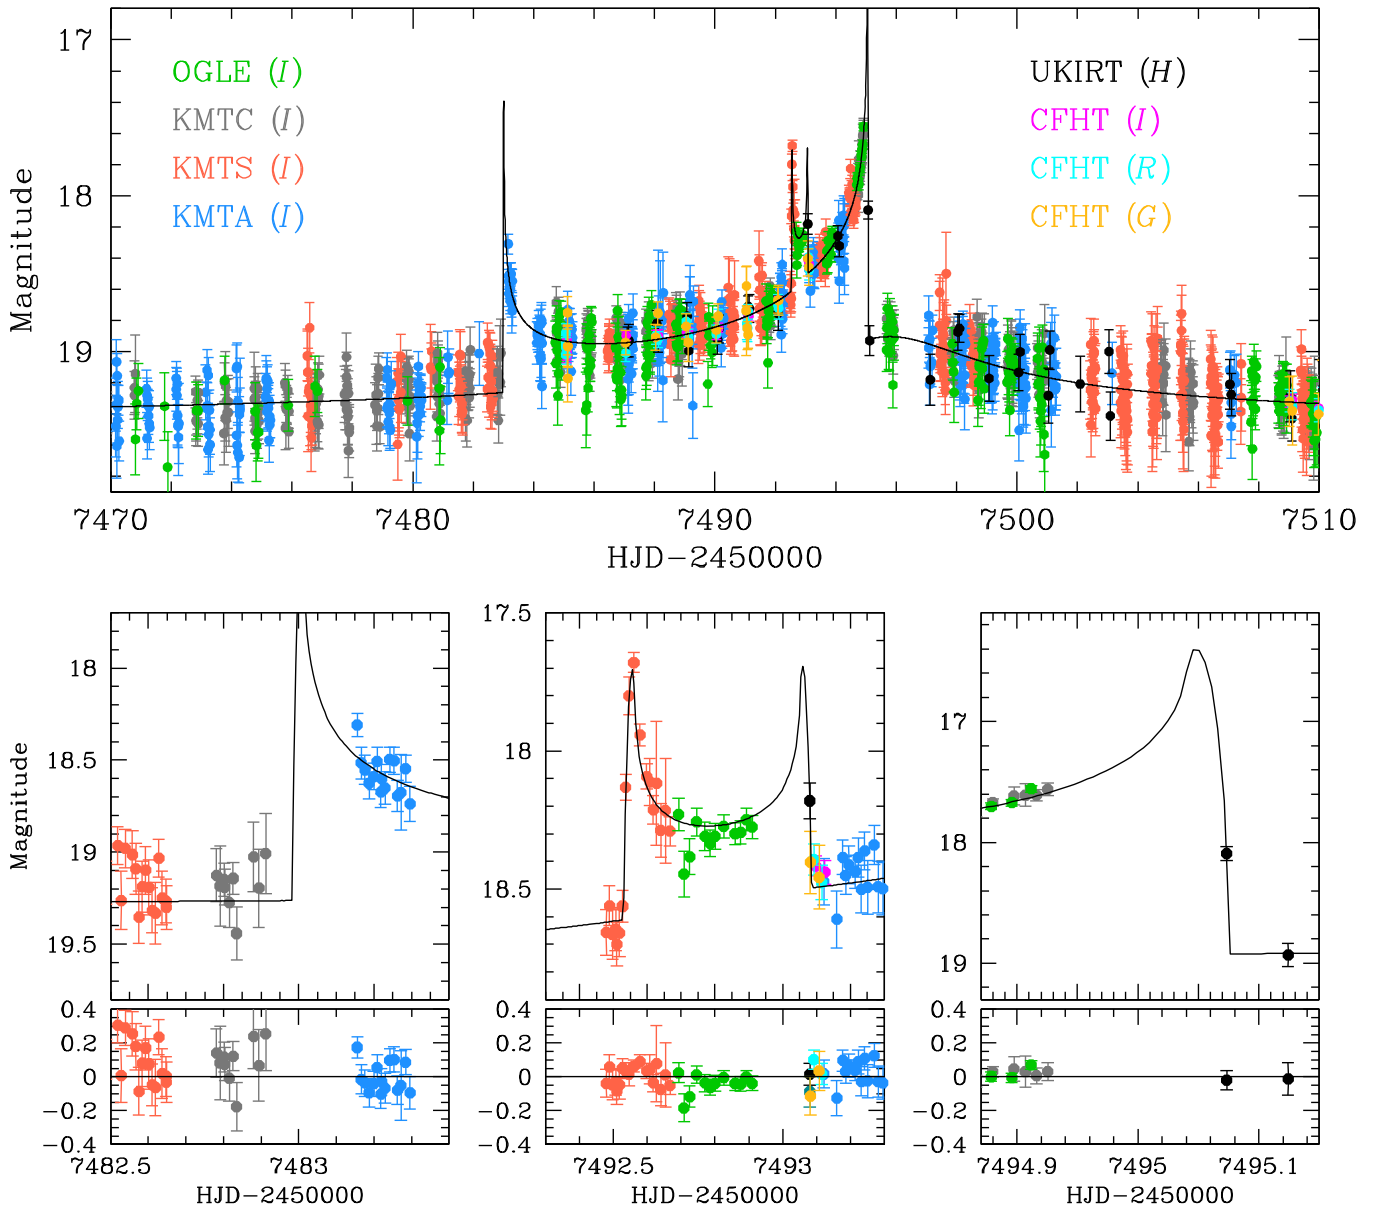 17
18
19
Magnitude
OGLE (I)
KMTC (I)
KMTS (I)
KMTA (I)
UKIRT (H)
CFHT (I)
CFHT (R)
CFHT (G)
7470 7480 7490 7500 7510
HJD-2450000
18
18.5
19
19.5
Magnitude
17.5
18
18.5
17
18
19
0.4
0.2
0
-0.2
-0.4
7482.5 7483
HJD-2450000
0.4
0.2
0
-0.2
-0.4
7492.5 7493
HJD-2450000
0.4
0.2
0
-0.2
-0.4
7494.9 7495 7495.1
HJD-2450000